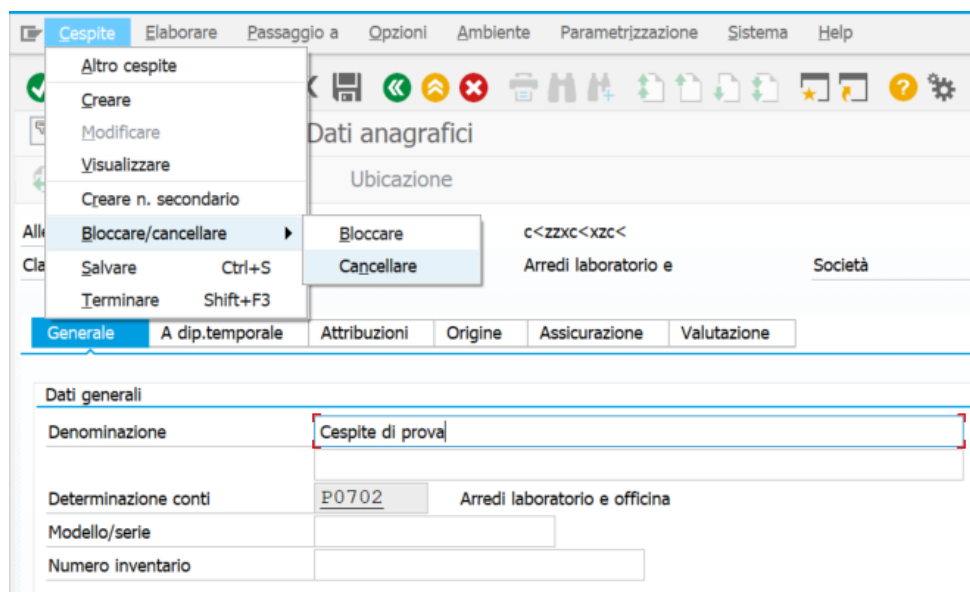 Cespite Elaborare Passaggio a Opzioni Ambiente Parametrizzazione Sistema Help
Altro cespite
Creare
Modificare
Visualizzare
Creare n. secondario
Bloccare/cancellare
Salvare Ctrl+S
Terminare Shift+F3
Bloccare
Cancellare
Dati anagrafici
Ubicazione
c<zzxc<xzc<
Arredi laboratorio e Società
Generale A dip.temporale Attribuzioni Origine Assicurazione Valutazione
Dati generali
Denominazione Cespite di prova
Determinazione conti P0702 Arredi laboratorio e officina
Modello/serie
Numero inventario